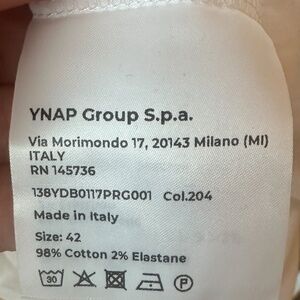 YNAP Group S.p.a.
Via Morimondo 17, 20143 Milano (MI)
ITALY
RN 145736
138YDB0117PRG001 Col.204
Made in Italy
Size: 42
98% Cotton 2% Elastane
30
P